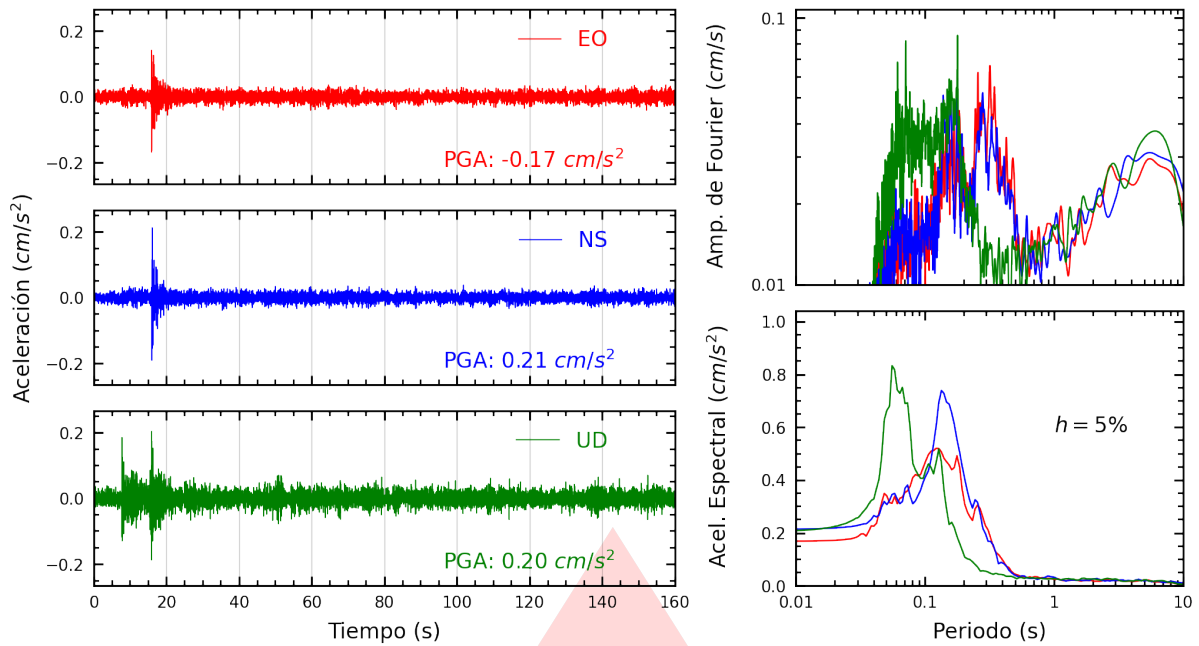 0.2
0.0
−0.2
EO
PGA: -0.17 cm/s²
0.2
0.0
−0.2
NS
PGA: 0.21 cm/s²
0.2
0.0
−0.2
UD
PGA: 0.20 cm/s²
0 20 40 60 80 100 120 140 160
Tiempo (s)
Aceleración (cm/s²)
0.1
0.01
Amp. de Fourier (cm/s)
1.0
0.8
0.6
0.4
0.2
0.0
h = 5%
0.01 0.1 1 10
Periodo (s)
Acel. Espectral (cm/s²)